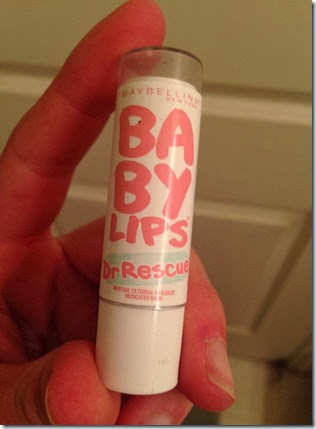 MAYBELLINE
NEW YORK
BA
BY
LIPS
Dr Rescue
MENTHOL EXTERNAL ANALGESIC
MEDICATED BALM